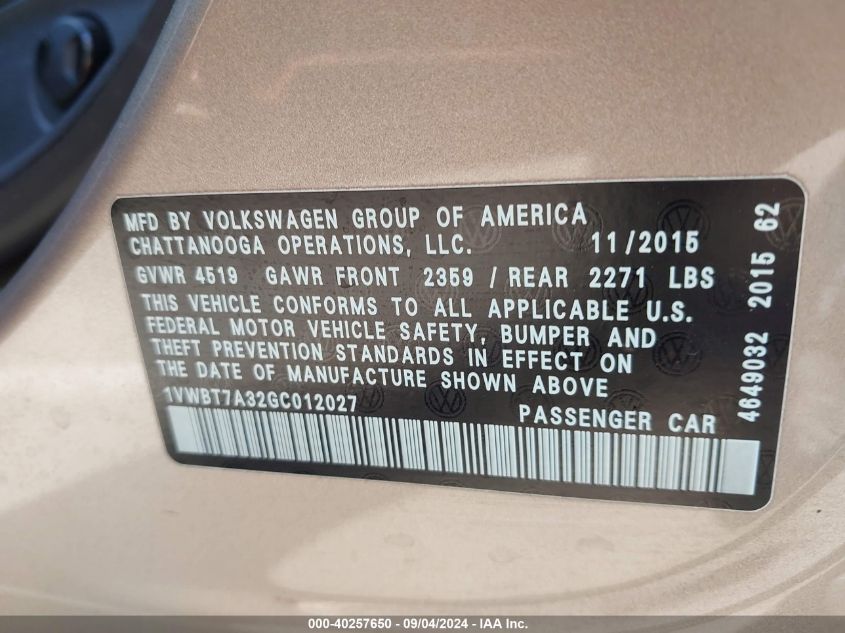 MFD BY VOLKSWAGEN GROUP OF AMERICA
CHATTANOOGA OPERATIONS, LLC. 11/2015
GVWR 4519 GAWR FRONT 2359 / REAR 2271 LBS
THIS VEHICLE CONFORMS TO ALL APPLICABLE U.S.
FEDERAL MOTOR VEHICLE SAFETY, BUMPER AND
THEFT PREVENTION STANDARDS IN EFFECT ON
THE DATE OF MANUFACTURE SHOWN ABOVE
1VWBT7A32GC012027 PASSENGER CAR
4649032 2015 62
000-40257650 - 09/04/2024 - IAA Inc.